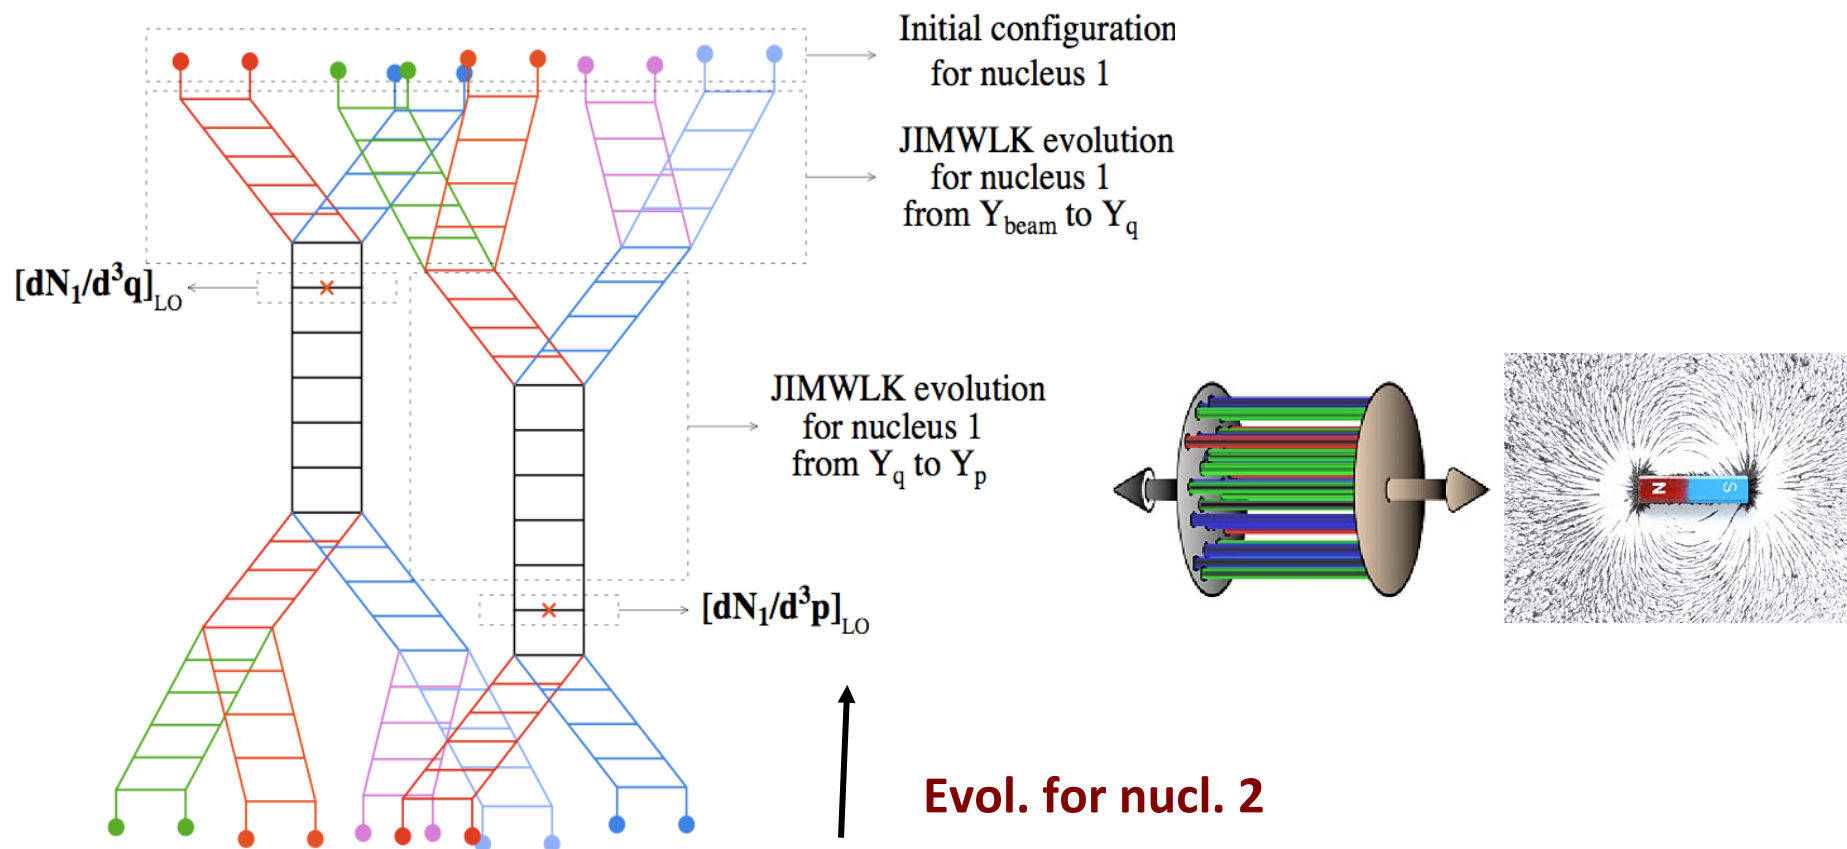 Initial configuration
for nucleus 1
JIMWLK evolution
for nucleus 1
from Y_beam to Y_q
[dN_1/d^3q]_LO
JIMWLK evolution
for nucleus 1
from Y_q to Y_p
N S
[dN_1/d^3p]_LO
Evol. for nucl. 2